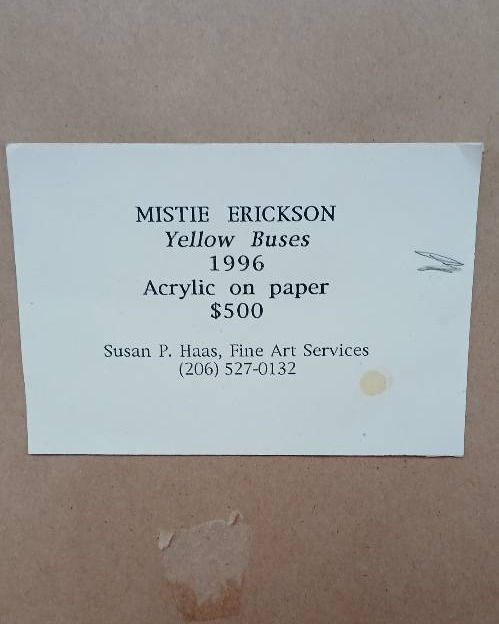 MISTIE ERICKSON
Yellow Buses
1996
Acrylic on paper
$500
Susan P. Haas, Fine Art Services
(206) 527-0132